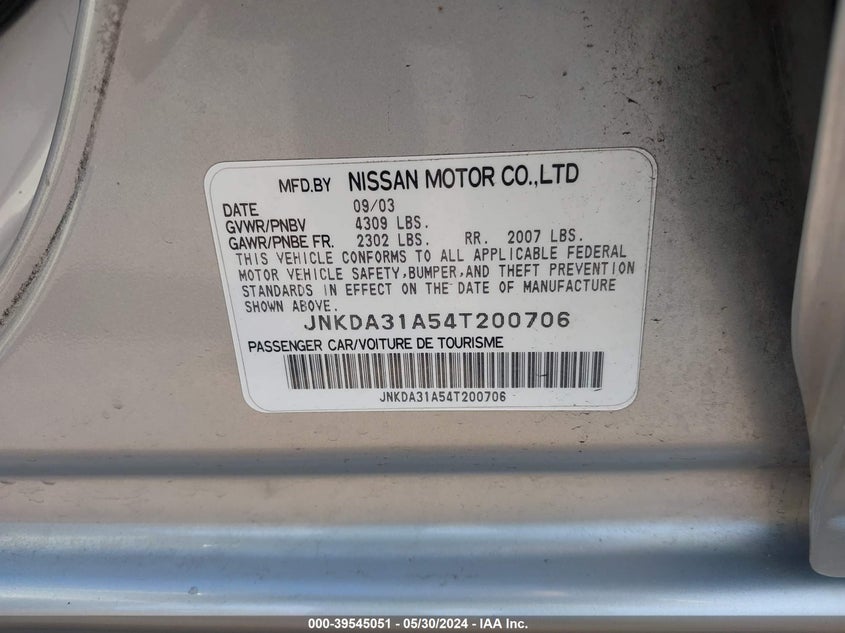 MFD.BY NISSAN MOTOR CO.,LTD
DATE 09/03
GVWR/PNBV 4309 LBS.
GAWR/PNBE FR. 2302 LBS. RR. 2007 LBS.
THIS VEHICLE CONFORMS TO ALL APPLICABLE FEDERAL
MOTOR VEHICLE SAFETY,BUMPER,AND THEFT PREVENTION
STANDARDS IN EFFECT ON THE DATE OF MANUFACTURE
SHOWN ABOVE.
JNKDA31A54T200706
PASSENGER CAR/VOITURE DE TOURISME
JNKDA31A54T200706
000-39545051 / 05/30/2024 - IAA Inc.